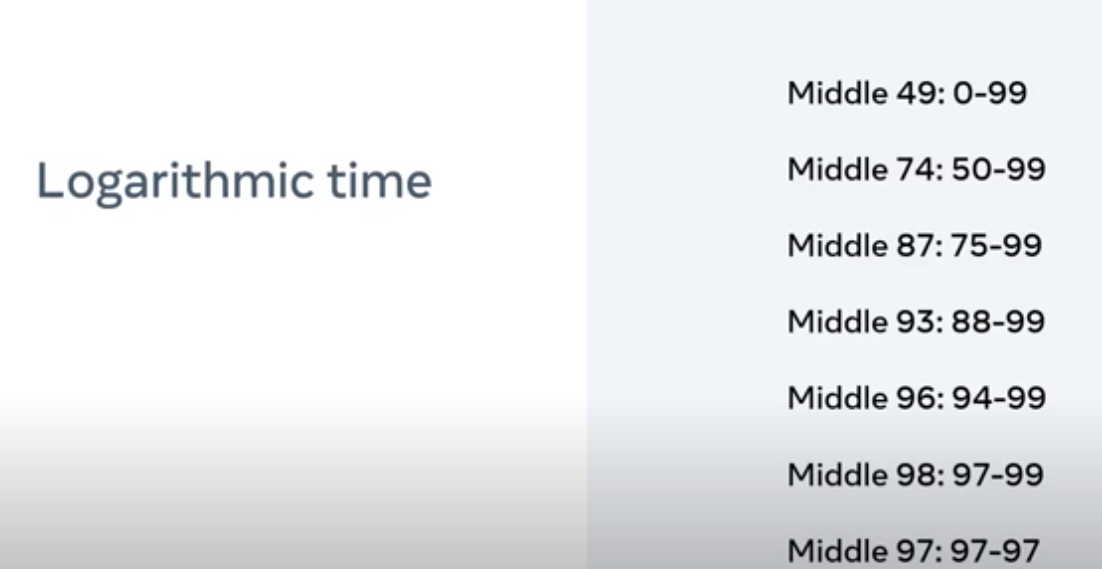 Logarithmic time
Middle 49: 0-99
Middle 74: 50-99
Middle 87: 75-99
Middle 93: 88-99
Middle 96: 94-99
Middle 98: 97-99
Middle 97: 97-97